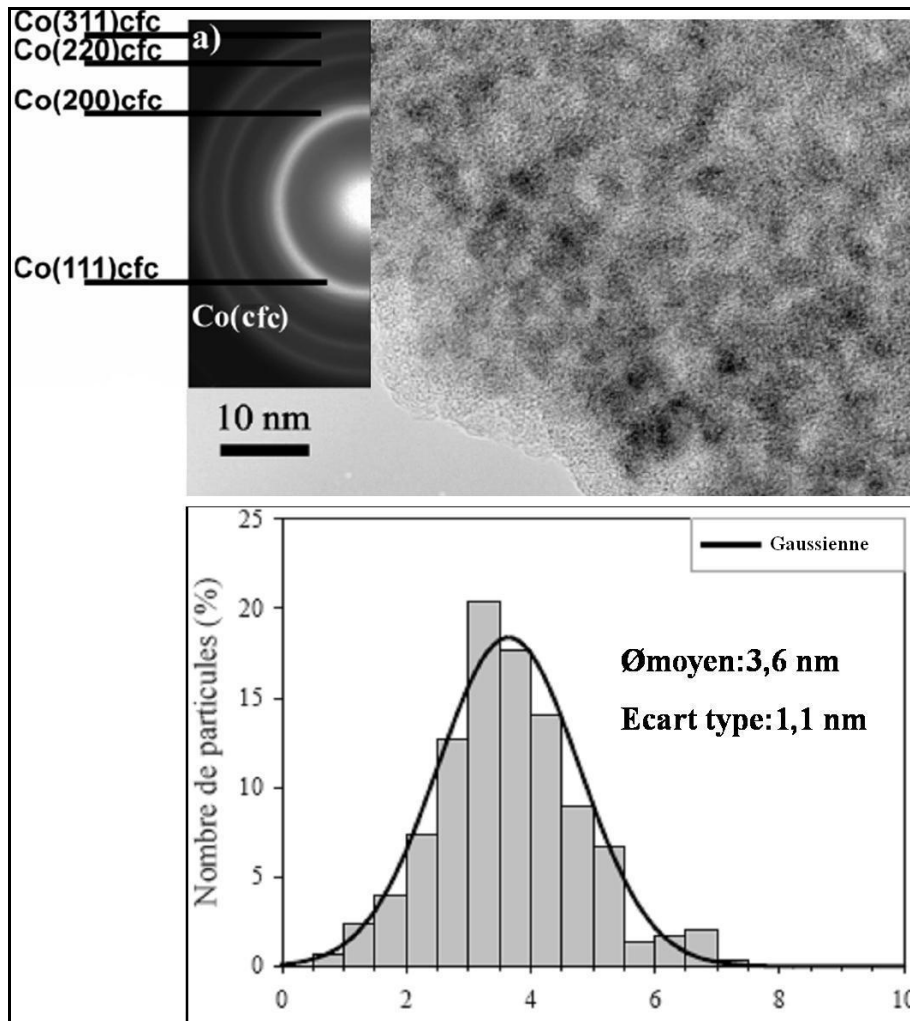 Co(311)cfc
a)
Co(220)cfc
Co(200)cfc
Co(111)cfc
Co(cfc)
10 nm
25
Gaussienne
20
Nombre de particules (%)
Ømoyen:3,6 nm
15
Ecart type:1,1 nm
10
5
0
0 2 4 6 8 10